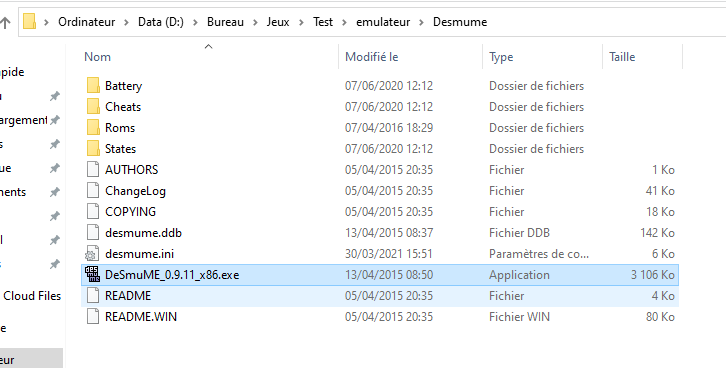 Ordinateur > Data (D:) > Bureau > Jeux > Test > emulateur > Desmume
Nom Modifié le Type Taille
Battery 07/06/2020 12:12 Dossier de fichiers
Cheats 07/06/2020 12:12 Dossier de fichiers
Roms 07/04/2016 18:29 Dossier de fichiers
States 07/06/2020 12:12 Dossier de fichiers
AUTHORS 05/04/2015 20:35 Fichier 1 Ko
ChangeLog 05/04/2015 20:35 Fichier 41 Ko
COPYING 05/04/2015 20:35 Fichier 18 Ko
desmume.ddb 13/04/2015 08:37 Fichier DDB 142 Ko
desmume.ini 30/03/2021 15:51 Paramètres de co... 6 Ko
DeSmuME_0.9.11_x86.exe 13/04/2015 08:50 Application 3 106 Ko
README 05/04/2015 20:35 Fichier 4 Ko
README.WIN 05/04/2015 20:35 Fichier WIN 80 Ko
apide
argement
s
que
ments
l
s
Cloud Files
e
eur